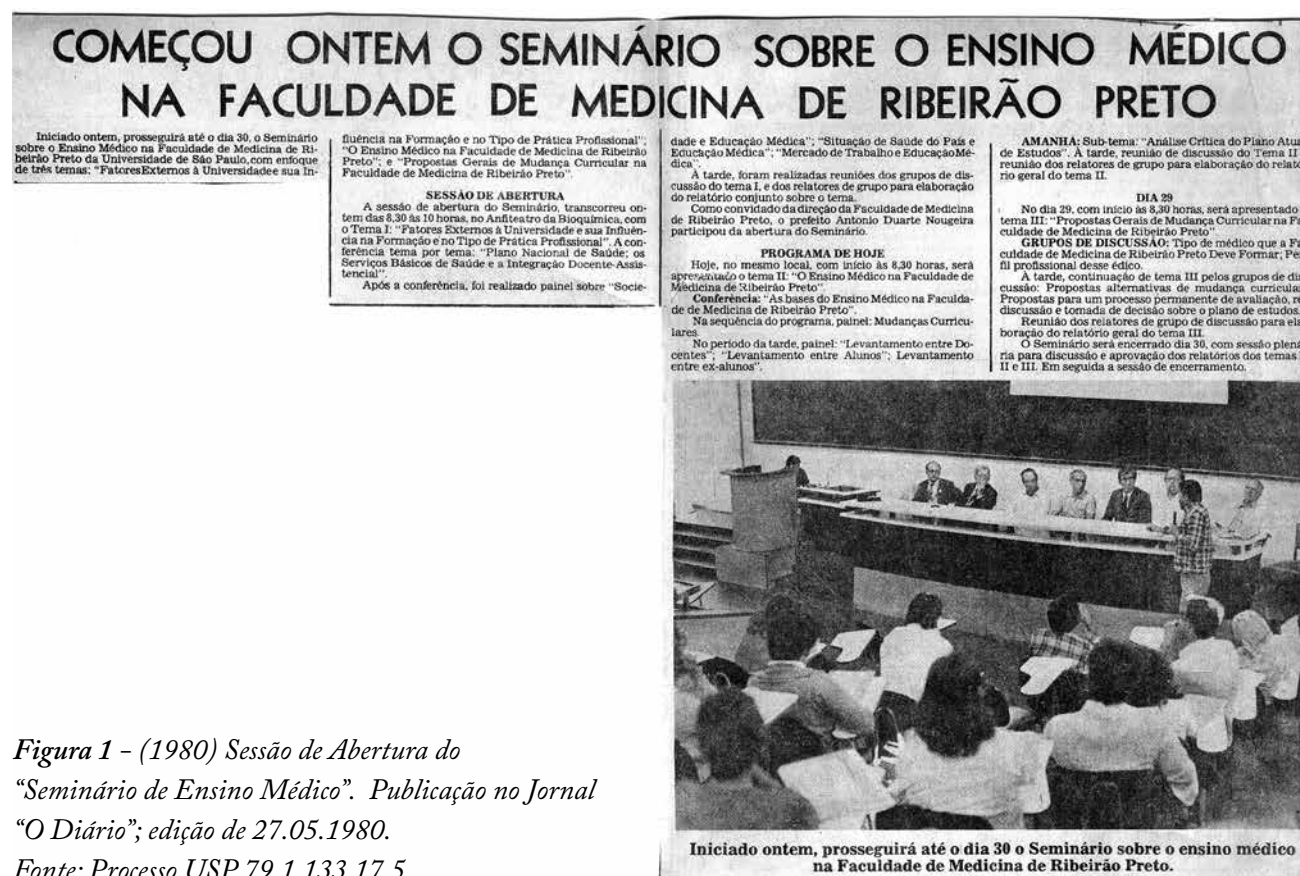 COMEÇOU ONTEM O SEMINÁRIO SOBRE O ENSINO MÉDICO
NA FACULDADE DE MEDICINA DE RIBEIRÃO PRETO
Iniciado ontem, prosseguirá até o dia 30, o Seminário
sobre o Ensino Médico na Faculdade de Medicina de Ri-
beirão Preto da Universidade de São Paulo,com enfoque
de três temas: "FatoresExternos à Universidadee sua In-
fluência na Formação e no Tipo de Prática Profissional";
"O Ensino Médico na Faculdade de Medicina de Ribeirão
Preto"; e "Propostas Gerais de Mudança Curricular na
Faculdade de Medicina de Ribeirão Preto".
SESSÃO DE ABERTURA
A sessão de abertura do Seminário, transcorreu on-
tem das 8,30 às 10 horas, no Anfiteatro da Bioquímica, com
o Tema I: "Fatores Externos à Universidade e sua Influên-
cia na Formação e no Tipo de Prática Profissional". A con-
ferência tema por tema: "Plano Nacional de Saúde; os
Serviços Básicos de Saúde e a Integração Docente-Assis-
tencial".
Após a conferência, foi realizado painel sobre "Socie-
dade e Educação Médica"; "Situação de Saúde do País e
Educação Médica"; "Mercado de Trabalho e EducaçãoMé-
dica".
À tarde, foram realizadas reuniões dos grupos de dis-
cussão do tema I, e dos relatores de grupo para elaboração
do relatório conjunto sobre o tema.
Como convidado da direção da Faculdade de Medicina
de Ribeirão Preto, o prefeito Antonio Duarte Nougeira
participou da abertura do Seminário.
PROGRAMA DE HOJE
Hoje, no mesmo local, com início às 8,30 horas, será
apresentado o tema II: "O Ensino Médico na Faculdade de
Medicina de Ribeirão Preto".
Conferência: "As bases do Ensino Médico na Faculda-
de de Medicina de Ribeirão Preto".
Na sequência do programa, painel: Mudanças Curricu-
lares.
No período da tarde, painel: "Levantamento entre Do-
centes"; "Levantamento entre Alunos"; Levantamento
entre ex-alunos".
AMANHÃ: Sub-tema: "Análise Crítica do Plano Atua
de Estudos". À tarde, reunião de discussão do Tema II
reunião dos relatores de grupo para elaboração do relató
rio geral do tema II.
DIA 29
No dia 29, com início às 8,30 horas, será apresentado
tema III: "Propostas Gerais de Mudança Curricular na Fa
culdade de Medicina de Ribeirão Preto".
GRUPOS DE DISCUSSÃO: Tipo de médico que a Fa
culdade de Medicina de Ribeirão Preto Deve Formar; Per
fil profissional desse édico.
À tarde, continuação de tema III pelos grupos de dis
cussão: Propostas alternativas de mudança curricular
Propostas para um processo permanente de avaliação, re
discussão e tomada de decisão sobre o plano de estudos.
Reunião dos relatores de grupo de discussão para ela
boração do relatório geral do tema III.
O Seminário será encerrado dia 30, com sessão plená
ria para discussão e aprovação dos relatórios dos temas
II e III. Em seguida a sessão de encerramento.
Iniciado ontem, prosseguirá até o dia 30 o Seminário sobre o ensino médico
na Faculdade de Medicina de Ribeirão Preto.
Figura 1 – (1980) Sessão de Abertura do
“Seminário de Ensino Médico”. Publicação no Jornal
“O Diário”; edição de 27.05.1980.
Fonte: Processo USP 79.1.133.17.5